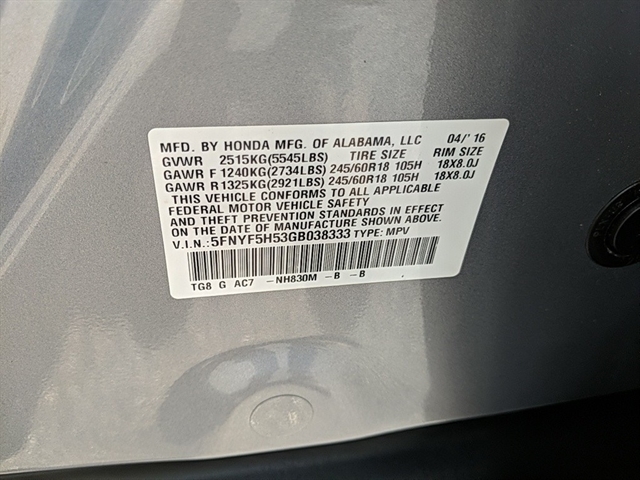 MFD. BY HONDA MFG. OF ALABAMA, LLC 04/'16
GVWR 2515KG(5545LBS) TIRE SIZE RIM SIZE
GAWR F 1240KG(2734LBS) 245/60R18 105H 18X8.0J
GAWR R 1325KG(2921LBS) 245/60R18 105H 18X8.0J
THIS VEHICLE CONFORMS TO ALL APPLICABLE
FEDERAL MOTOR VEHICLE SAFETY
AND THEFT PREVENTION STANDARDS IN EFFECT
ON THE DATE OF MANUFACTURE SHOWN ABOVE.
V.I.N.: 5FNYF5H53GB038333 TYPE: MPV
TG8 G AC7 -NH830M -B -B